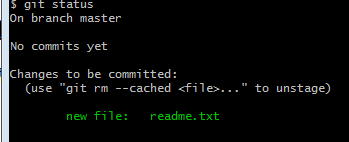 $ git status
On branch master
No commits yet
Changes to be committed:
(use "git rm --cached <file>..." to unstage)
new file: readme.txt